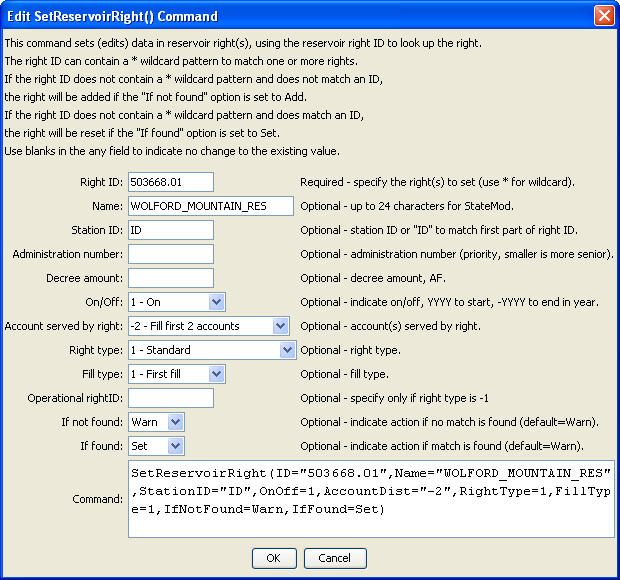 Edit SetReservoirRight() Command
This command sets (edits) data in reservoir right(s), using the reservoir right ID to look up the right.
The right ID can contain a * wildcard pattern to match one or more rights.
If the right ID does not contain a * wildcard pattern and does not match an ID,
the right will be added if the "If not found" option is set to Add.
If the right ID does not contain a * wildcard pattern and does match an ID,
the right will be reset if the "If found" option is set to Set.
Use blanks in the any field to indicate no change to the existing value.
Right ID: 503668.01 Required - specify the right(s) to set (use * for wildcard).
Name: WOLFORD_MOUNTAIN_RES Optional - up to 24 characters for StateMod.
Station ID: ID Optional - station ID or "ID" to match first part of right ID.
Administration number: Optional - administration number (priority, smaller is more senior).
Decree amount: Optional - decree amount, AF.
On/Off: 1 - On Optional - indicate on/off, YYYY to start, -YYYY to end in year.
Account served by right: -2 - Fill first 2 accounts Optional - account(s) served by right.
Right type: 1 - Standard Optional - right type.
Fill type: 1 - First fill Optional - fill type.
Operational rightID: Optional - specify only if right type is -1
If not found: Warn Optional - indicate action if no match is found (default=Warn).
If found: Set Optional - indicate action if match is found (default=Warn).
Command: SetReservoirRight(ID="503668.01",Name="WOLFORD_MOUNTAIN_RES"
,StationID="ID",OnOff=1,AccountDist="-2",RightType=1,FillTyp
e=1,IfNotFound=Warn,IfFound=Set)
OK Cancel